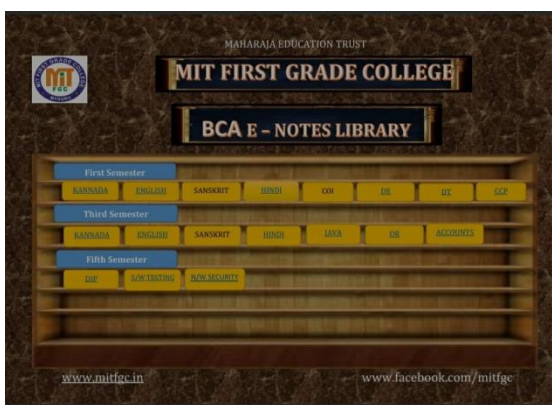 MAHARAJA EDUCATION TRUST
MIT FIRST GRADE COLLEGE
MIT
FGC
BCA E – NOTES LIBRARY
First Semester
KANNADA ENGLISH SANSKRIT HINDI COI DE DT CCP
Third Semester
KANNADA ENGLISH SANSKRIT HINDI JAVA OR ACCOUNTS
Fifth Semester
DIP S/W TESTING N/W SECURITY
www.mitfgc.in www.facebook.com/mitfgc